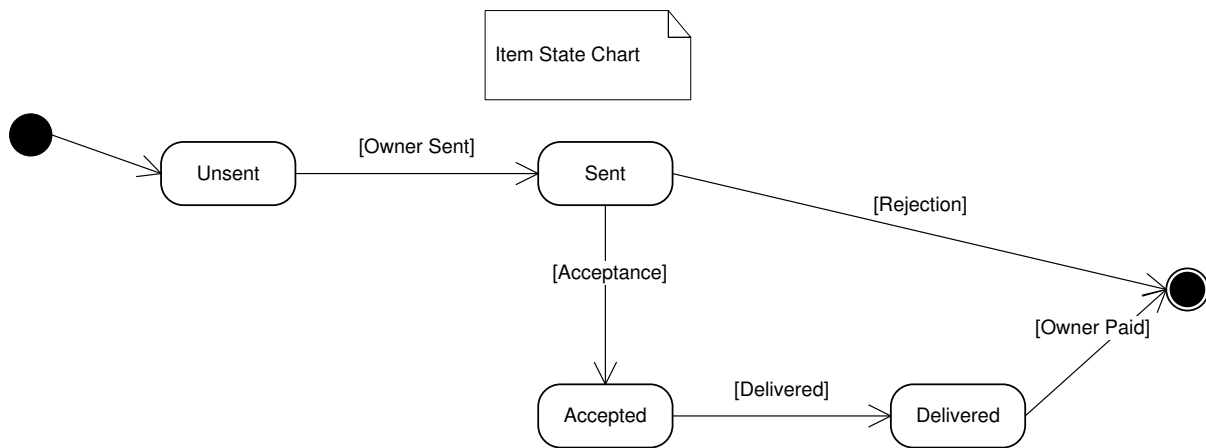 Item State Chart
[Owner Sent]
Unsent
Sent
[Rejection]
[Acceptance]
[Owner Paid]
[Delivered]
Accepted
Delivered